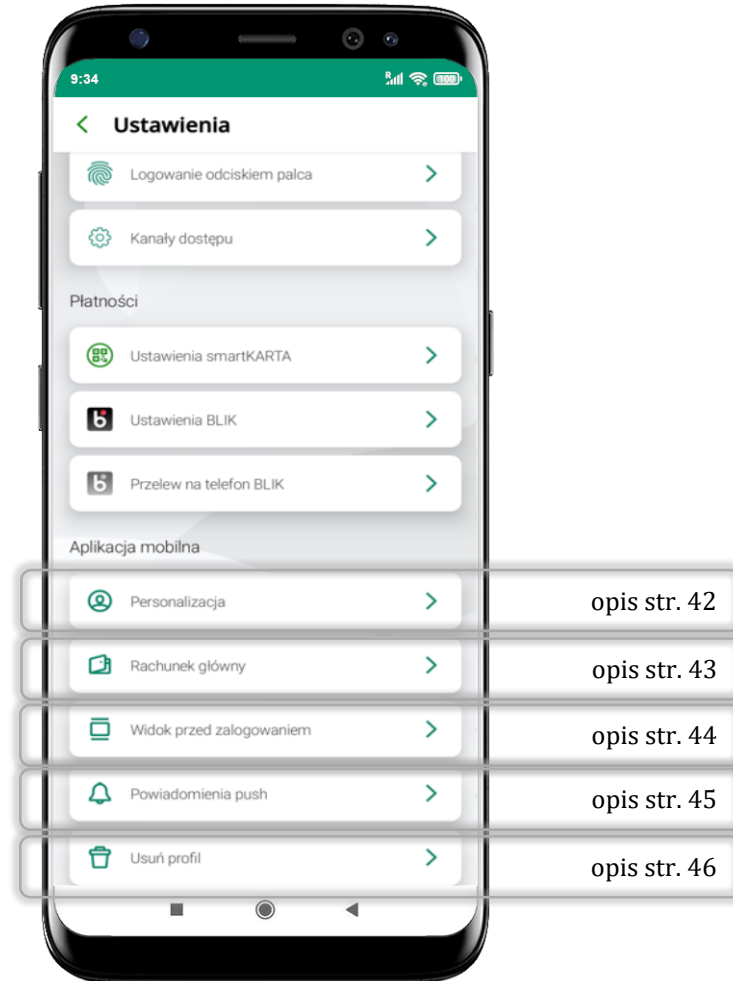 9:34
R
100
Ustawienia
Logowanie odciskiem palca
Kanały dostępu
Płatności
Ustawienia smartKARTA
Ustawienia BLIK
Przelew na telefon BLIK
Aplikacja mobilna
Personalizacja opis str. 42
Rachunek główny opis str. 43
Widok przed zalogowaniem opis str. 44
Powiadomienia push opis str. 45
Usuń profil opis str. 46